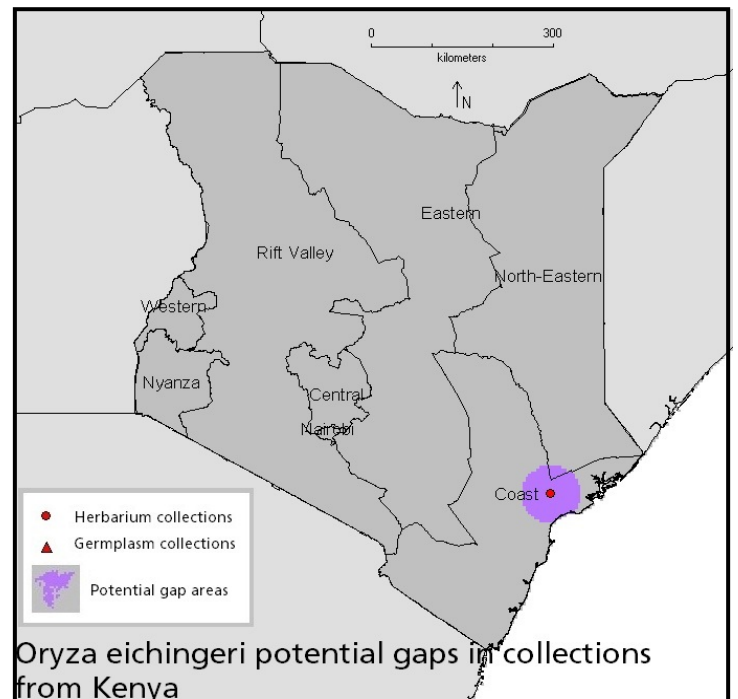 0 300
kilometers
N
Eastern
Rift Valley
North-Eastern
Western
Nyanza
Central
Nairobi
Coast
Herbarium collections
Germplasm collections
Potential gap areas
Oryza eichingeri potential gaps in collections
from Kenya